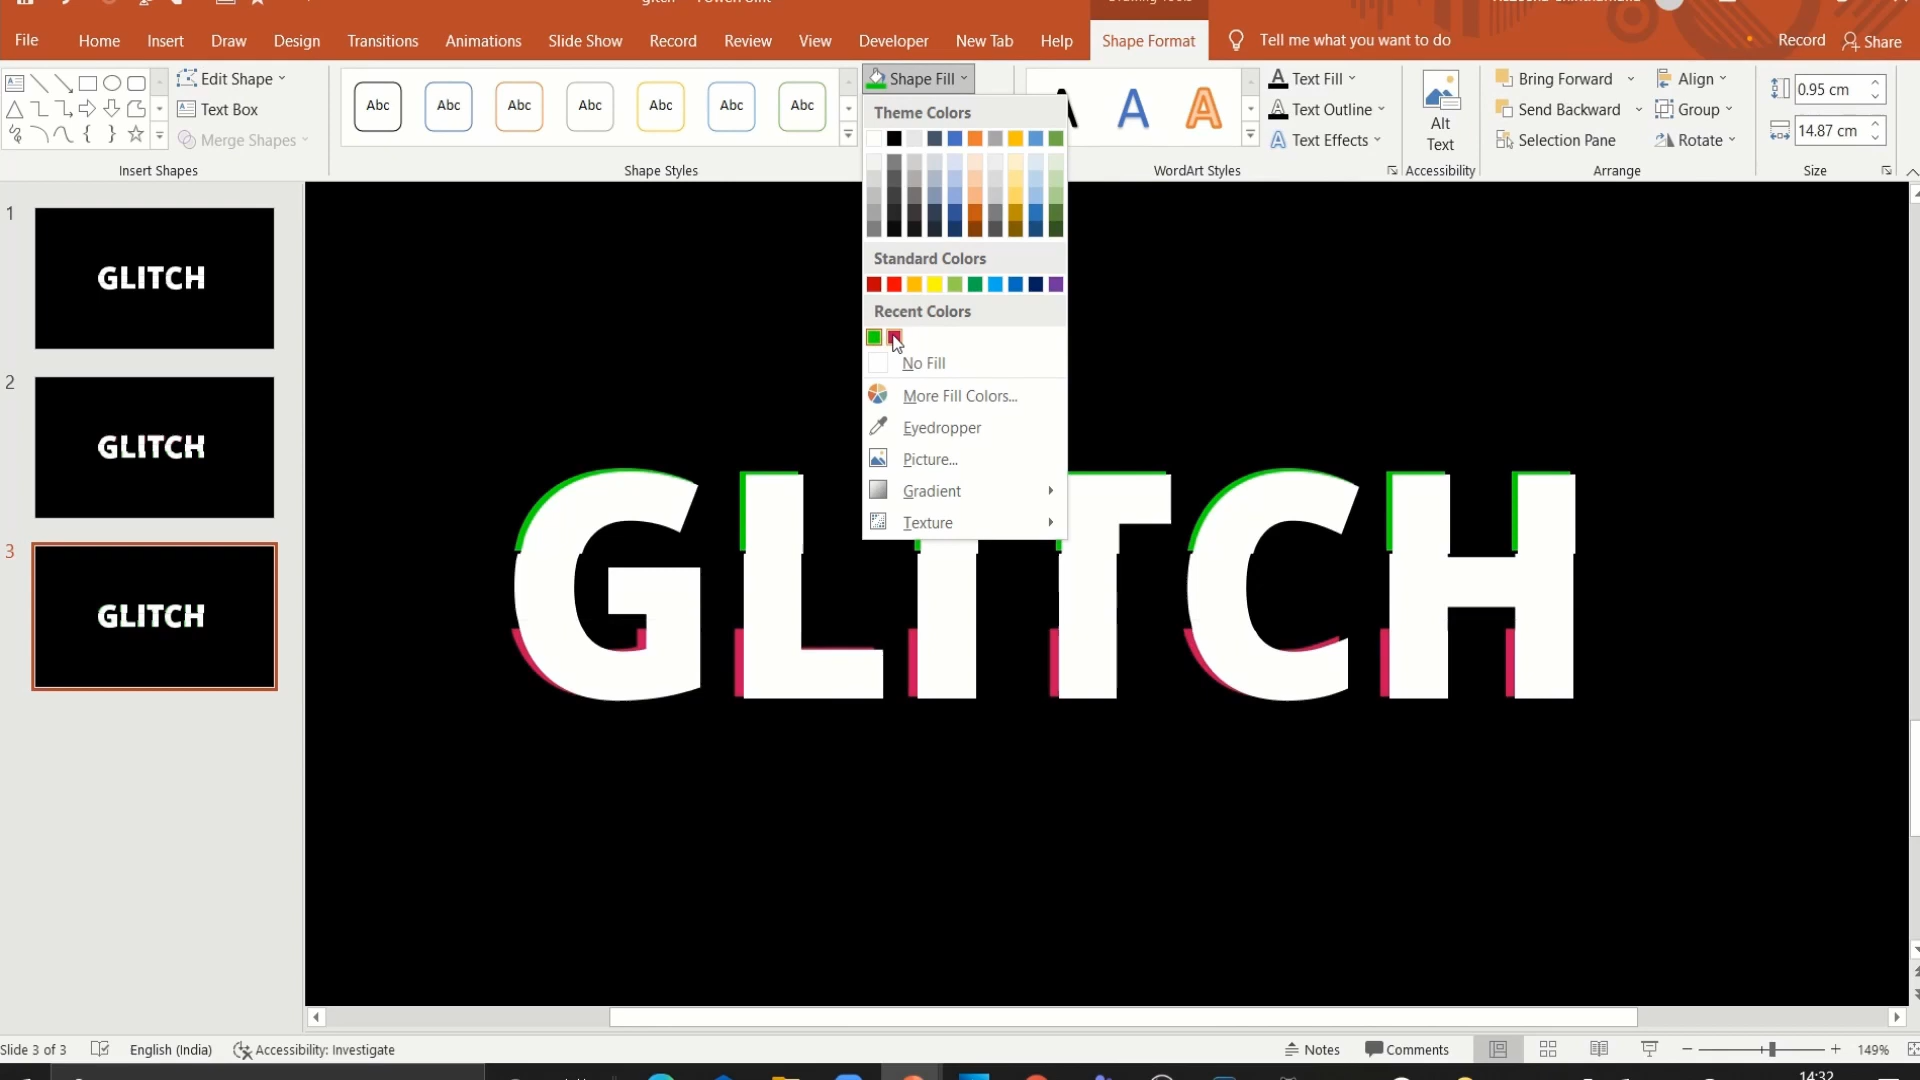 File Home Insert Draw Design Transitions Animations Slide Show Record Review View Developer New Tab Help Shape Format Tell me what you want to do Record Share
Edit Shape
Text Box
Merge Shapes
Insert Shapes
Abc Abc Abc Abc Abc Abc Abc
Shape Styles
Shape Fill
Theme Colors
Standard Colors
Recent Colors
No Fill
More Fill Colors...
Eyedropper
Picture...
Gradient
Texture
A A A
WordArt Styles
Text Fill
Text Outline
Text Effects
Alt
Text
Accessibility
Bring Forward
Send Backward
Selection Pane
Align
Group
Rotate
Arrange
0.95 cm
14.87 cm
Size
1
GLITCH
2
GLITCH
3
GLITCH
GLITCH
Slide 3 of 3 English (India) Accessibility: Investigate Notes Comments 149%
14:32